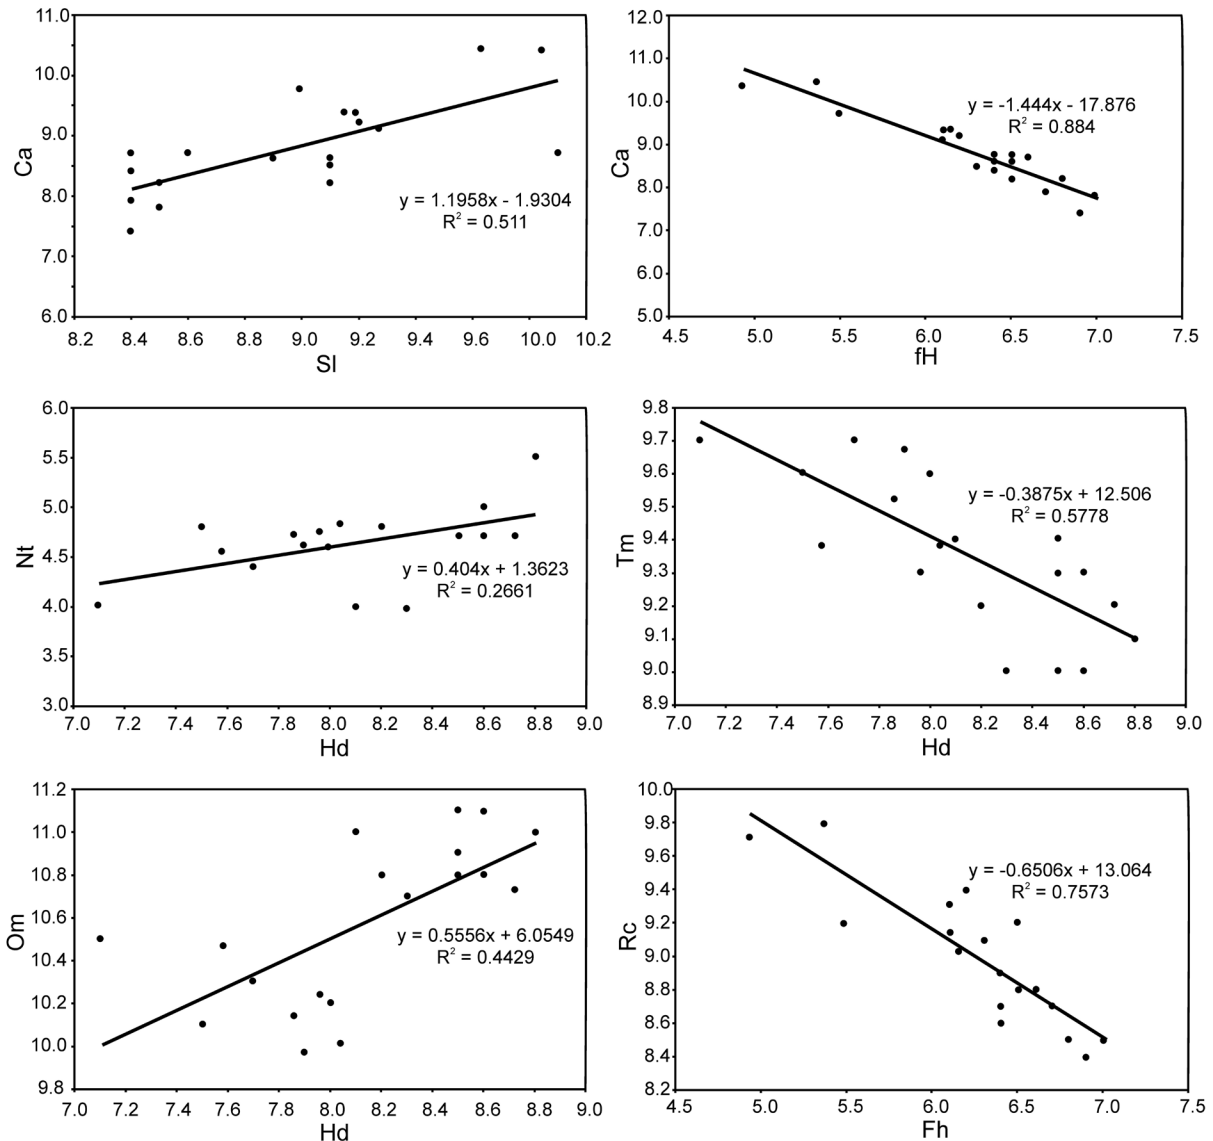 11.0
10.0
9.0
8.0
7.0
6.0
Ca
y = 1.1958x - 1.9304
R² = 0.511
8.2 8.4 8.6 8.8 9.0 9.2 9.4 9.6 9.8 10.0 10.2
Sl
12.0
11.0
10.0
9.0
8.0
7.0
6.0
5.0
Ca
y = -1.444x - 17.876
R² = 0.884
4.5 5.0 5.5 6.0 6.5 7.0 7.5
fH
6.0
5.5
5.0
4.5
4.0
3.5
3.0
Nt
y = 0.404x + 1.3623
R² = 0.2661
7.0 7.2 7.4 7.6 7.8 8.0 8.2 8.4 8.6 8.8 9.0
Hd
9.8
9.7
9.6
9.5
9.4
9.3
9.2
9.1
9.0
8.9
Tm
y = -0.3875x + 12.506
R² = 0.5778
7.0 7.2 7.4 7.6 7.8 8.0 8.2 8.4 8.6 8.8 9.0
Hd
11.2
11.0
10.8
10.6
10.4
10.2
10.0
9.8
Om
y = 0.5556x + 6.0549
R² = 0.4429
7.0 7.2 7.4 7.6 7.8 8.0 8.2 8.4 8.6 8.8 9.0
Hd
10.0
9.8
9.6
9.4
9.2
9.0
8.8
8.6
8.4
8.2
Rc
y = -0.6506x + 13.064
R² = 0.7573
4.5 5.0 5.5 6.0 6.5 7.0 7.5
Fh